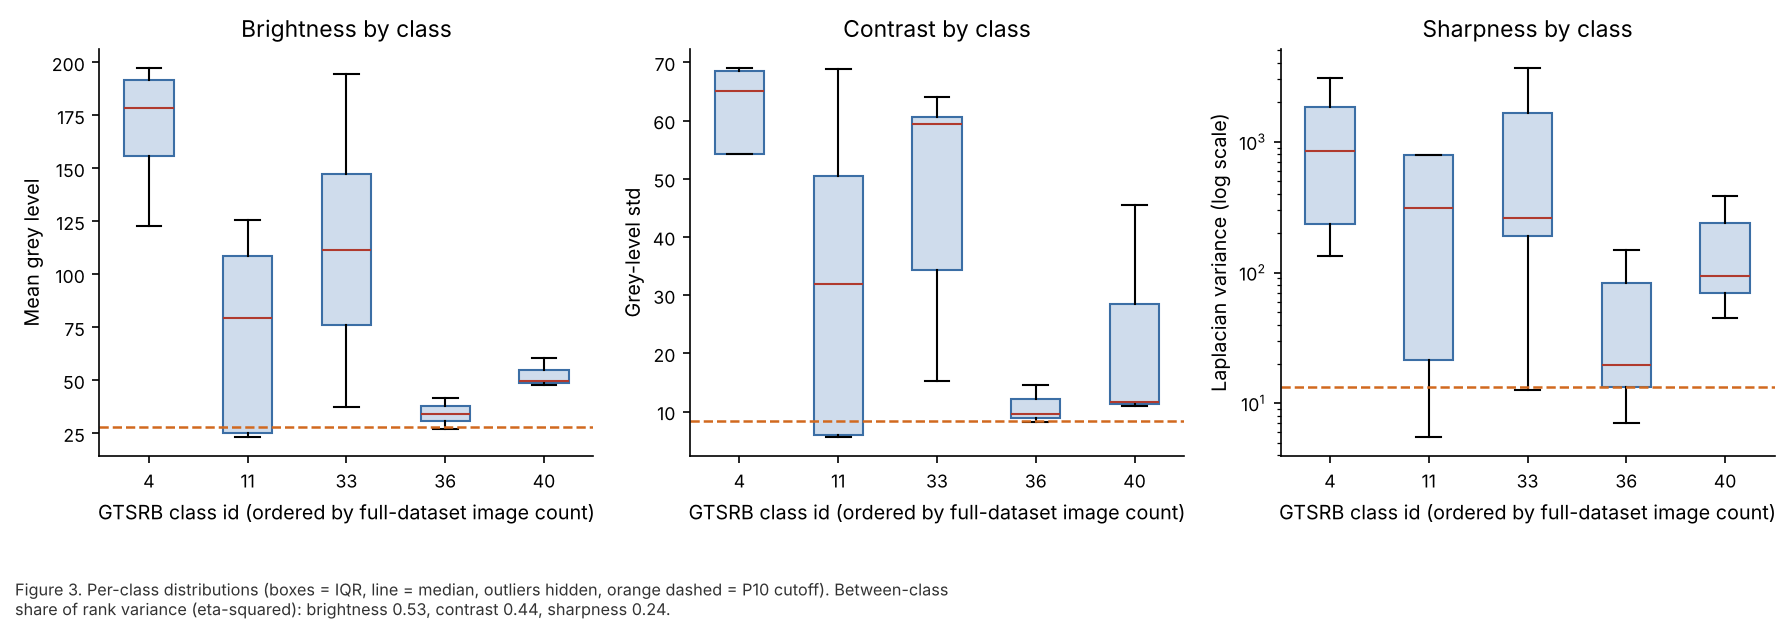 Brightness by class
Mean grey level
200
175
150
125
100
75
50
25
4 11 33 36 40
GTSRB class id (ordered by full-dataset image count)
Contrast by class
Grey-level std
70
60
50
40
30
20
10
4 11 33 36 40
GTSRB class id (ordered by full-dataset image count)
Sharpness by class
Laplacian variance (log scale)
10³
10²
10¹
4 11 33 36 40
GTSRB class id (ordered by full-dataset image count)
Figure 3. Per-class distributions (boxes = IQR, line = median, outliers hidden, orange dashed = P10 cutoff). Between-class
share of rank variance (eta-squared): brightness 0.53, contrast 0.44, sharpness 0.24.